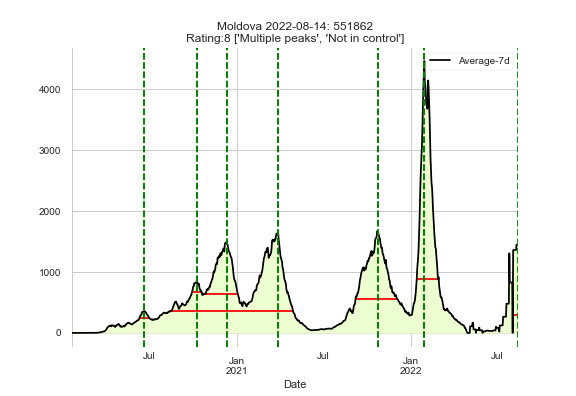 Moldova 2022-08-14: 551862
Rating:8 ['Multiple peaks', 'Not in control']
Average-7d
4000
3000
2000
1000
0
Jul
Jan
2021
Jul
Jan
2022
Jul
Date